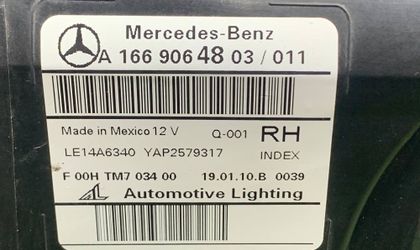 Mercedes-Benz
A 166 906 48 03 / 011
Made in Mexico 12 V Q-001 RH
LE14A6340 YAP2579317 INDEX
F 00H TM7 034 00 19.01.10.B 0039
AL Automotive Lighting